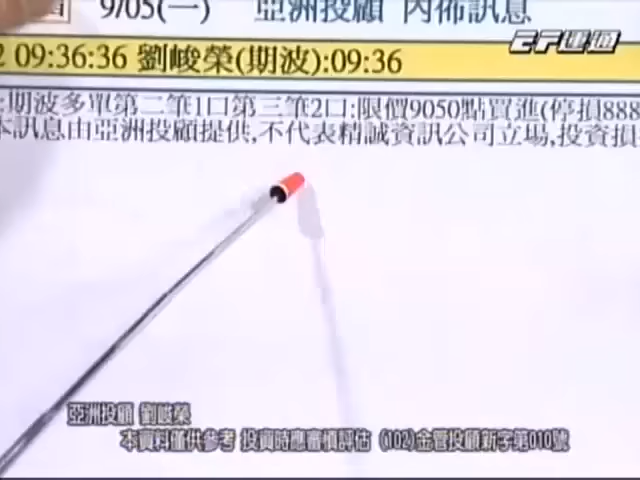 9/05(一) 亞洲投顧 內佈訊息
EF建通
2 09:36:36 劉峻榮(期波):09:36
:期波多單第二筆1口第三筆2口:限價9050點買進(停損888
本訊息由亞洲投顧提供,不代表精誠資訊公司立場,投資損
亞洲投顧 劉峻榮
本資料僅供參考 投資時應審慎評估 (102)金管投顧新字第010號